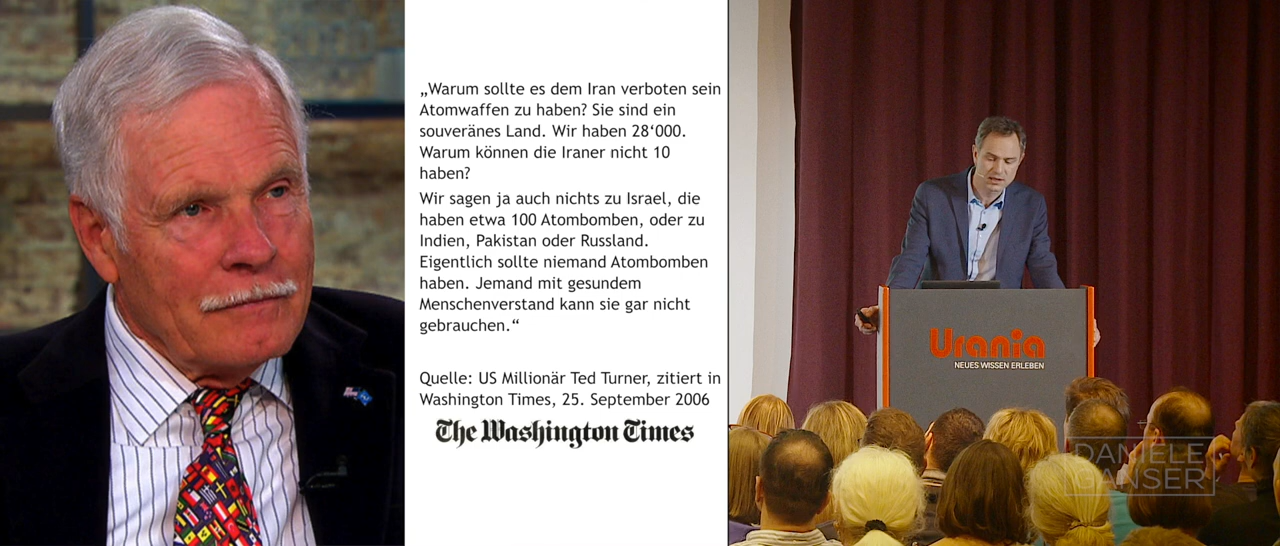 „Warum sollte es dem Iran verboten sein
Atomwaffen zu haben? Sie sind ein
souveränes Land. Wir haben 28‘000.
Warum können die Iraner nicht 10
haben?
Wir sagen ja auch nichts zu Israel, die
haben etwa 100 Atombomben, oder zu
Indien, Pakistan oder Russland.
Eigentlich sollte niemand Atombomben
haben. Jemand mit gesundem
Menschenverstand kann sie gar nicht
gebrauchen.“
Quelle: US Millionär Ted Turner, zitiert in
Washington Times, 25. September 2006
The Washington Times
Urania
NEUES WISSEN ERLEBEN
DANIELE
GANSER